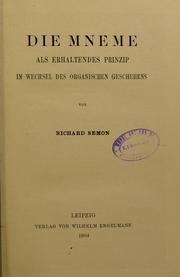 DIE MNEME
ALS ERHALTENDES PRINZIP
IM WECHSEL DES ORGANISCHEN GESCHEHENS
VON
RICHARD SEMON
LEIPZIG
VERLAG VON WILHELM ENGELMANN
1904